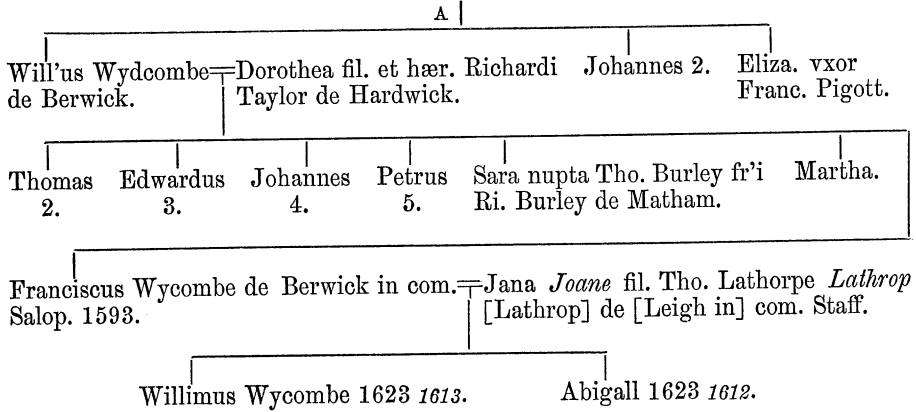 A
Will'us Wydcombe=Dorothea fil. et hær. Richardi Johannes 2. Eliza. vxor
de Berwick. Taylor de Hardwick. Franc. Pigott.
Thomas Edwardus Johannes Petrus Sara nupta Tho. Burley fr'i Martha.
2. 3. 4. 5. Ri. Burley de Matham.
Franciscus Wycombe de Berwick in com.=Jana Joane fil. Tho. Lathorpe Lathrop
Salop. 1593. [Lathrop] de [Leigh in] com. Staff.
Willimus Wycombe 1623 1613. Abigall 1623 1612.